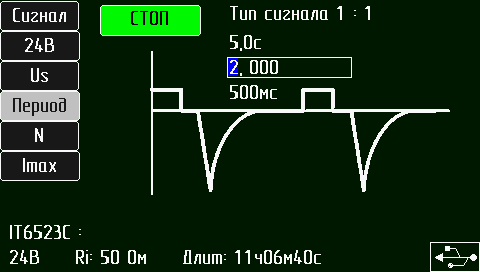 Сигнал
24В
Us
Период
N
Imax
СТОП
Тип сигнала 1 : 1
5,0с
2,000
500мс
IT6523C :
24В Ri: 50 Ом Длит: 11ч06м40с